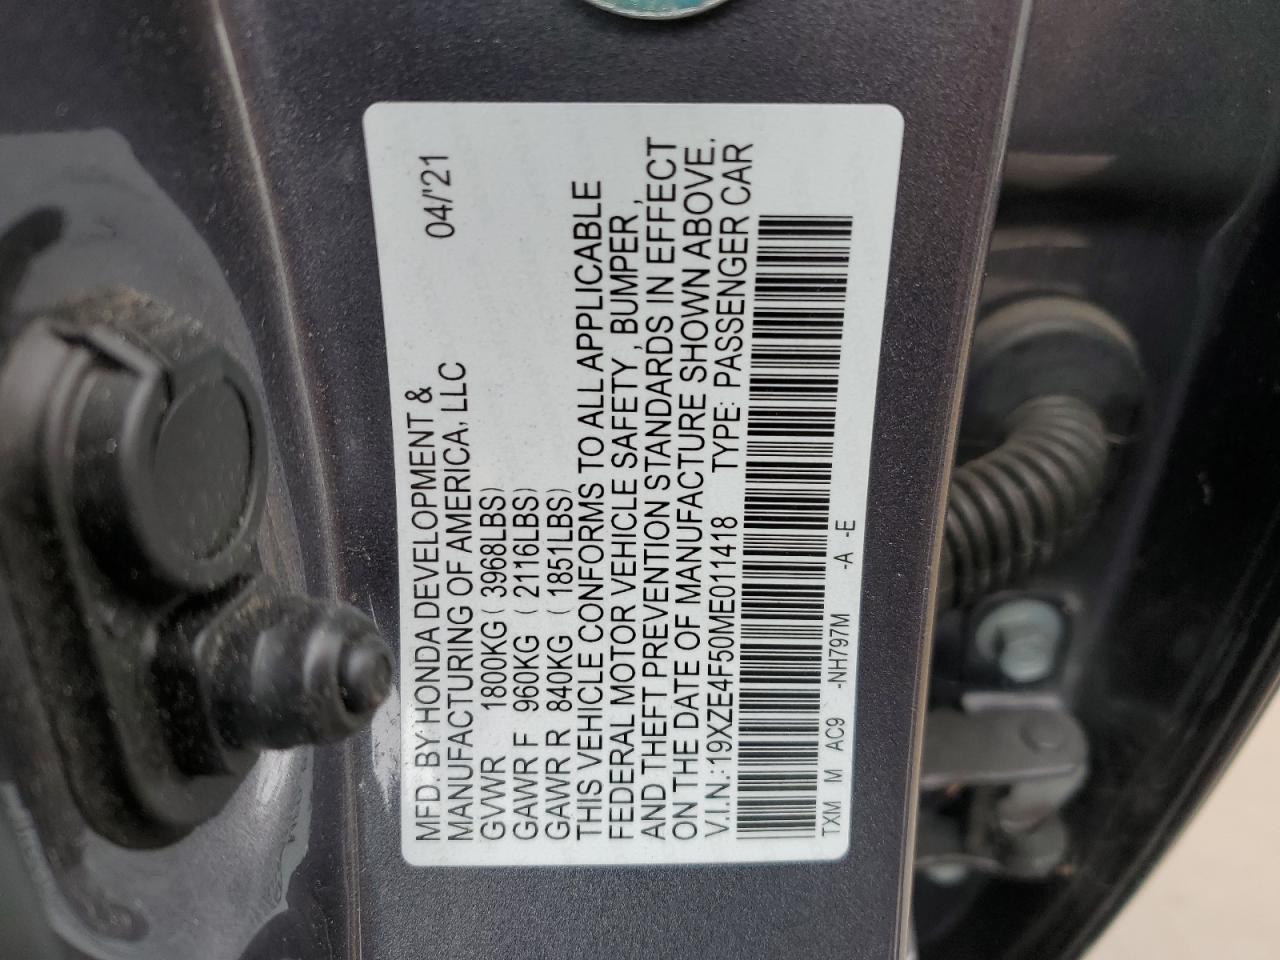 MFD. BY HONDA DEVELOPMENT & 04/'21
MANUFACTURING OF AMERICA, LLC
GVWR 1800KG ( 3968LBS)
GAWR F 960KG ( 2116LBS)
GAWR R 840KG ( 1851LBS)
THIS VEHICLE CONFORMS TO ALL APPLICABLE
FEDERAL MOTOR VEHICLE SAFETY, BUMPER,
AND THEFT PREVENTION STANDARDS IN EFFECT
ON THE DATE OF MANUFACTURE SHOWN ABOVE.
V.I.N.:19XZE4F50ME011418 TYPE: PASSENGER CAR
TXM M AC9 -NH797M -A -E